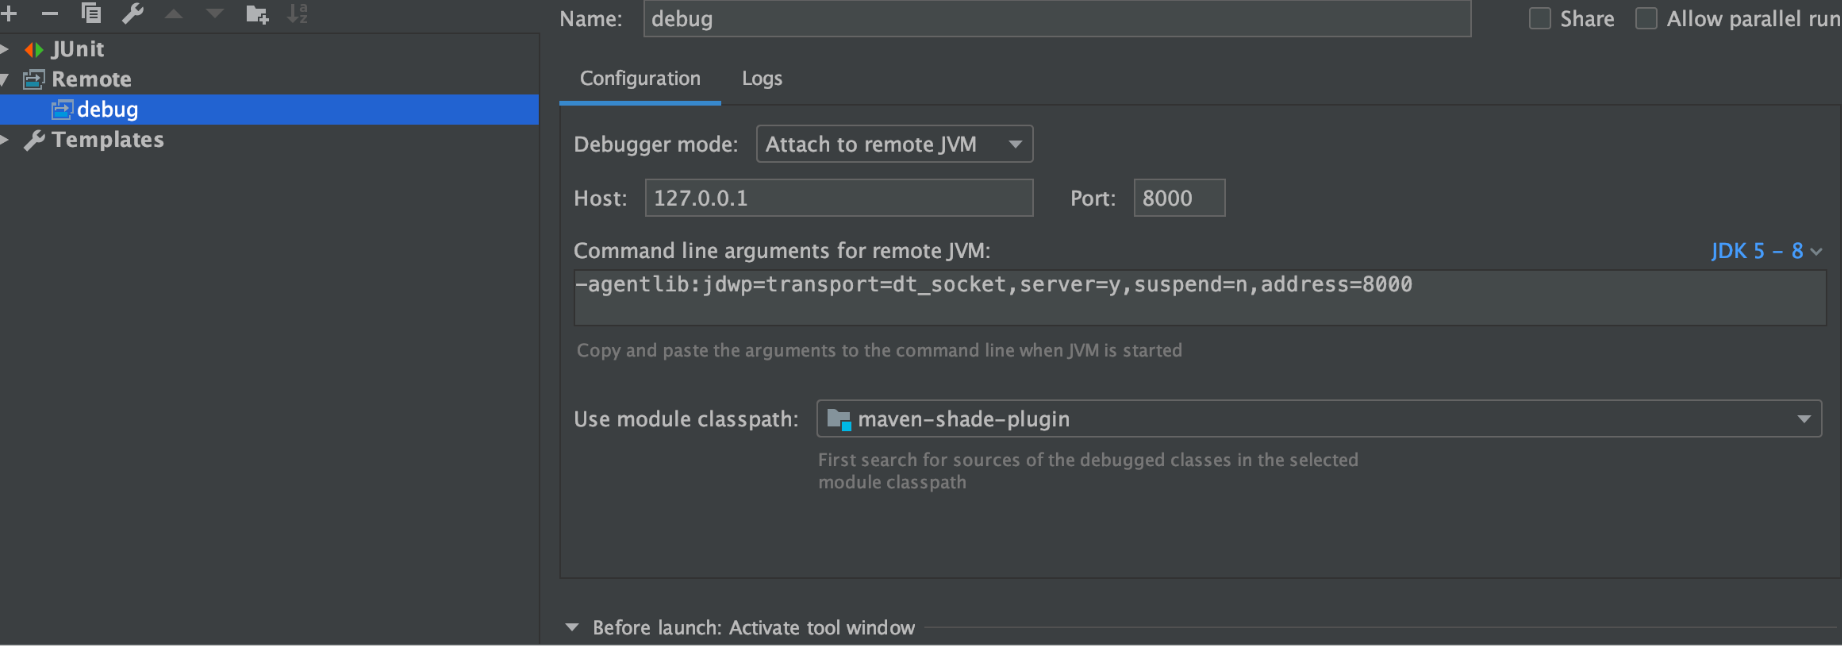 Name: debug Share Allow parallel run
JUnit
Remote
debug
Templates
Configuration Logs
Debugger mode: Attach to remote JVM
Host: 127.0.0.1 Port: 8000
Command line arguments for remote JVM: JDK 5 – 8
-agentlib:jdwp=transport=dt_socket,server=y,suspend=n,address=8000
Copy and paste the arguments to the command line when JVM is started
Use module classpath: maven-shade-plugin
First search for sources of the debugged classes in the selected
module classpath
Before launch: Activate tool window